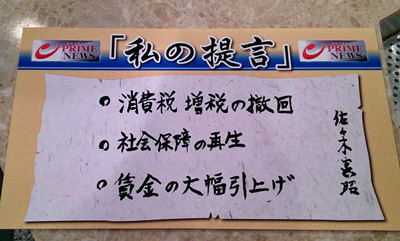 PRIME NEWS 「私の提言」 PRIME NEWS
・消費税 増税の撤回
・社会保障の再生
・賃金の大幅引上げ
佐々木憲昭